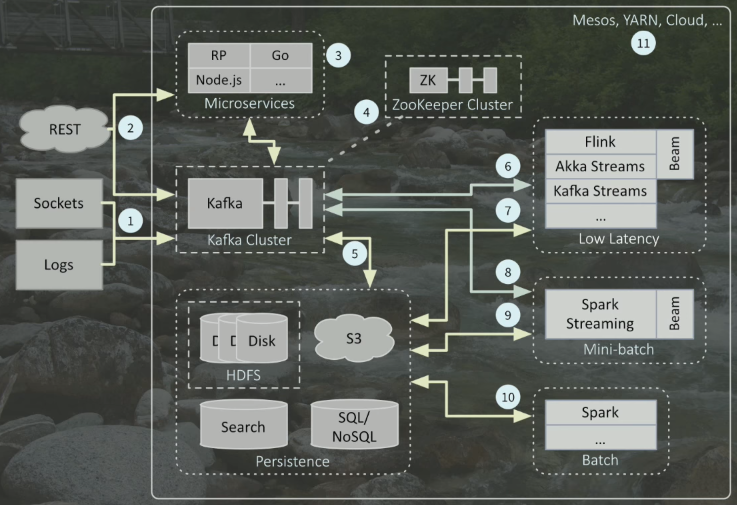 Mesos, YARN, Cloud, ...
11
RP
Go
Node.js
...
Microservices
3
ZK
ZooKeeper Cluster
4
REST
2
Sockets
Logs
1
Kafka
Kafka Cluster
5
6
Flink
Akka Streams
Kafka Streams
...
Beam
Low Latency
7
8
Spark
Streaming
Beam
Mini-batch
9
D
D
Disk
HDFS
S3
Search
SQL/
NoSQL
Persistence
10
Spark
...
Batch